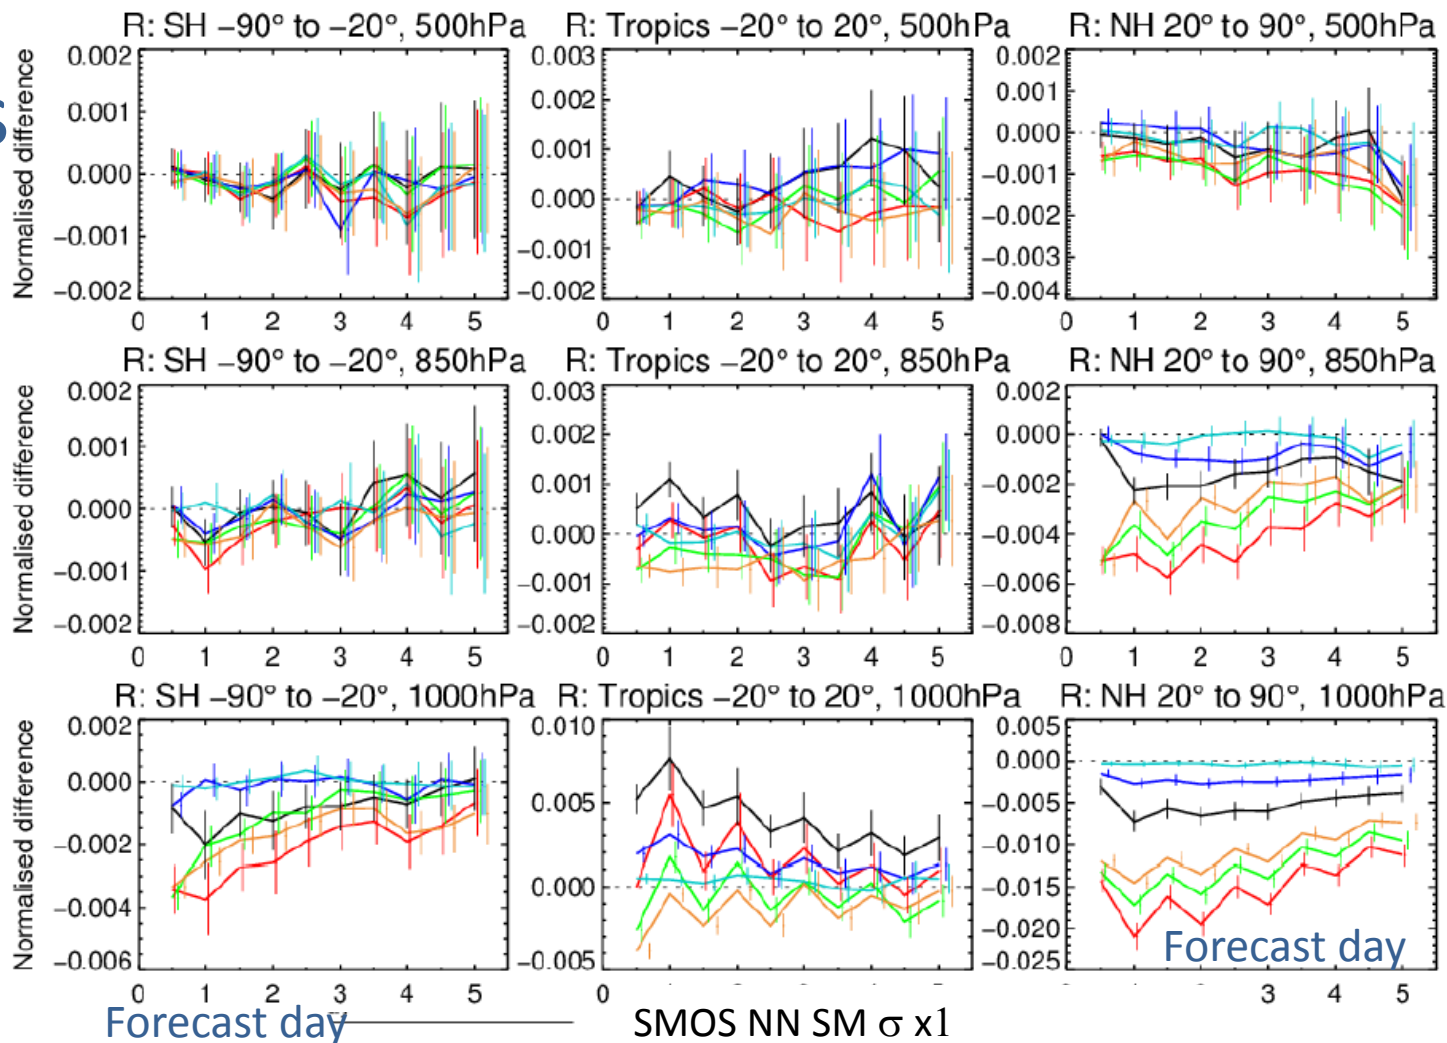 R: SH −90° to −20°, 500hPa R: Tropics −20° to 20°, 500hPa R: NH 20° to 90°, 500hPa
Normalised difference
0.002 0.001 0.000 −0.001 −0.002
0.003 0.002 0.001 0.000 −0.001 −0.002
0.002 0.001 0.000 −0.001 −0.002 −0.003 −0.004
0 1 2 3 4 5 0 1 2 3 4 5 0 1 2 3 4 5
R: SH −90° to −20°, 850hPa R: Tropics −20° to 20°, 850hPa R: NH 20° to 90°, 850hPa
Normalised difference
0.002 0.001 0.000 −0.001 −0.002
0.003 0.002 0.001 0.000 −0.001 −0.002
0.002 0.000 −0.002 −0.004 −0.006 −0.008
0 1 2 3 4 5 0 1 2 3 4 5 0 1 2 3 4 5
R: SH −90° to −20°, 1000hPa R: Tropics −20° to 20°, 1000hPa R: NH 20° to 90°, 1000hPa
Normalised difference
0.002 0.000 −0.002 −0.004 −0.006
0.010 0.005 0.000 −0.005
0.005 0.000 −0.005 −0.010 −0.015 −0.020 −0.025
Forecast day
0 1 2 3 4 5 0 1 2 3 4 5 4 5
Forecast day
SMOS NN SM σ x1